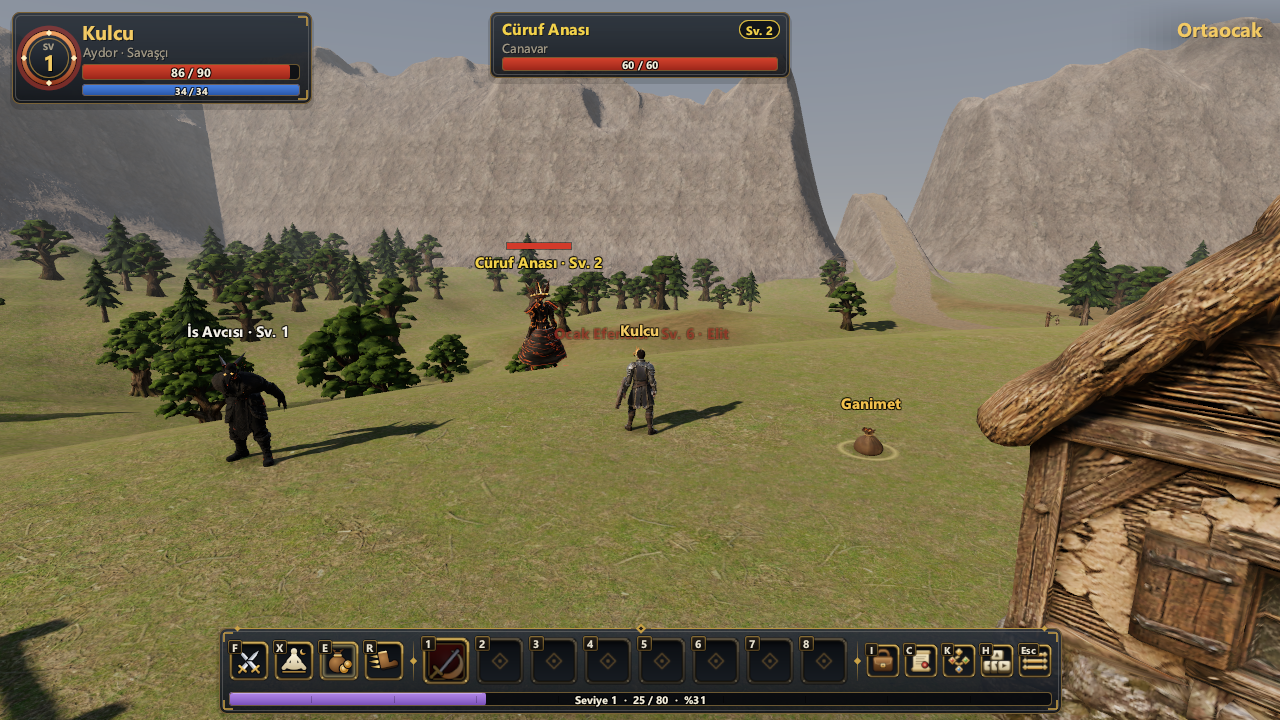 Kulcu
SV
1
Aydor · Savaşçı
86 / 90
34 / 34
Cüruf Anası
Sv. 2
Canavar
60 / 60
Ortaocak
Cüruf Anası · Sv. 2
İs Avcısı · Sv. 1
Kulcu
Sv. 6 · Elit
Ganimet
F
X
E
R
1
2
3
4
5
6
7
8
I
C
K
H
Esc
Seviye 1 · 25 / 80 · %31